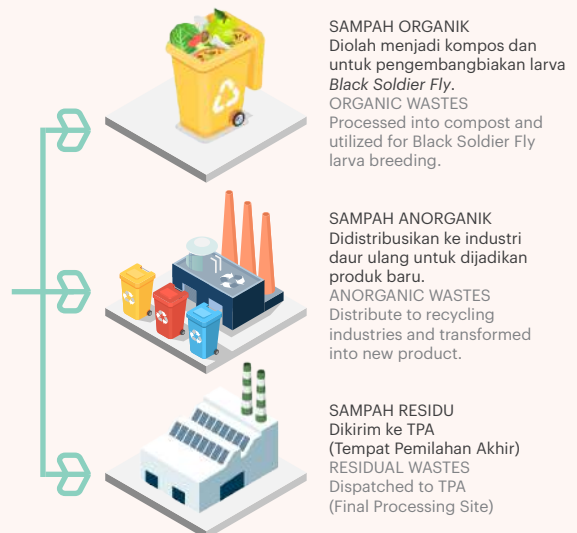 SAMPAH ORGANIK
Diolah menjadi kompos dan
untuk pengembangbiakan larva
Black Soldier Fly.
ORGANIC WASTES
Processed into compost and
utilized for Black Soldier Fly
larva breeding.
SAMPAH ANORGANIK
Didistribusikan ke industri
daur ulang untuk dijadikan
produk baru.
ANORGANIC WASTES
Distribute to recycling
industries and transformed
into new product.
SAMPAH RESIDU
Dikirim ke TPA
(Tempat Pemilahan Akhir)
RESIDUAL WASTES
Dispatched to TPA
(Final Processing Site)